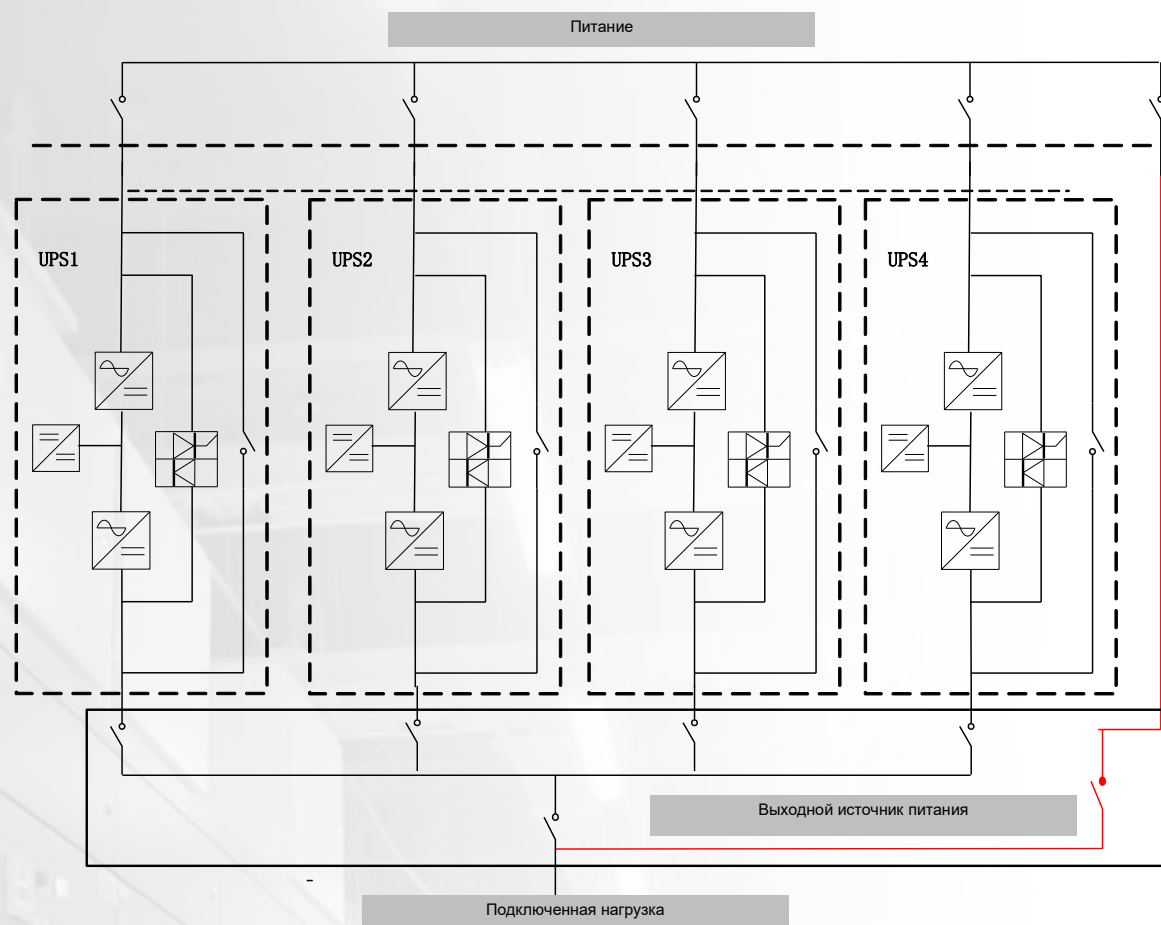 Питание
UPS1
UPS2
UPS3
UPS4
Выходной источник питания
Подключенная нагрузка